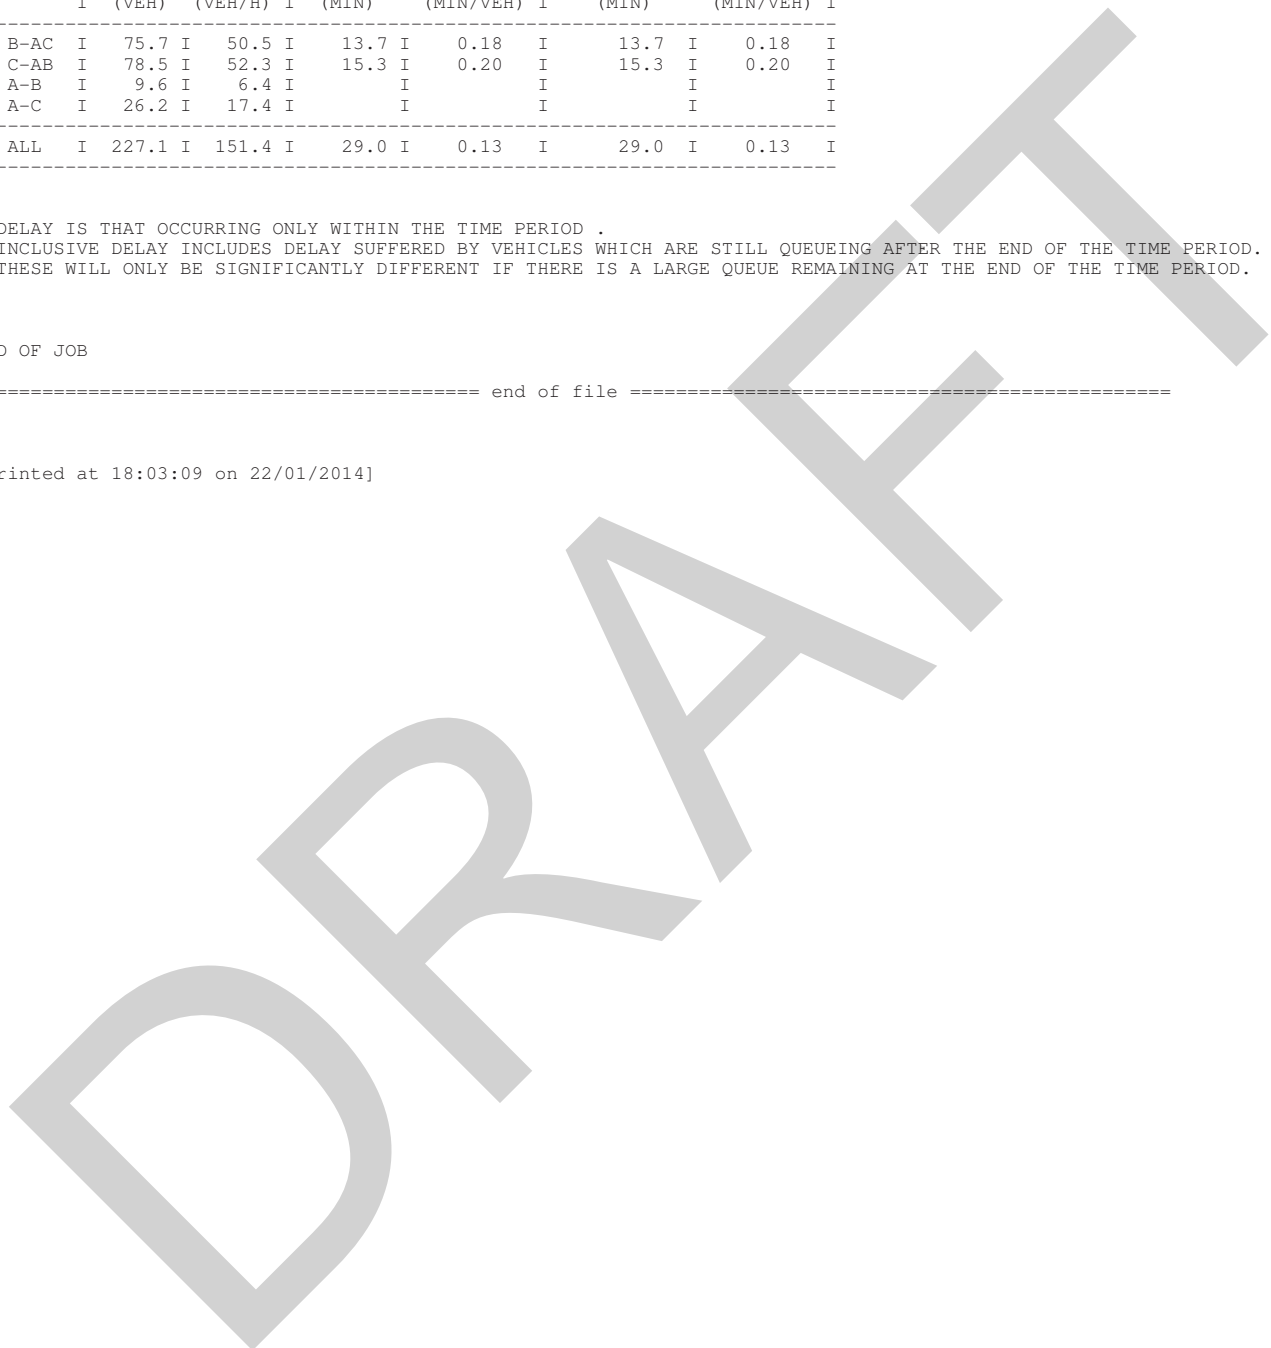 I (VEH) (VEH/H) I (MIN) (MIN/VEH) I (MIN) (MIN/VEH) I
--------------------------------------------------------------------------
B-AC I 75.7 I 50.5 I 13.7 I 0.18 I 13.7 I 0.18 I
C-AB I 78.5 I 52.3 I 15.3 I 0.20 I 15.3 I 0.20 I
A-B I 9.6 I 6.4 I I I I I
A-C I 26.2 I 17.4 I I I I I
--------------------------------------------------------------------------
ALL I 227.1 I 151.4 I 29.0 I 0.13 I 29.0 I 0.13 I
--------------------------------------------------------------------------
DELAY IS THAT OCCURRING ONLY WITHIN THE TIME PERIOD .
INCLUSIVE DELAY INCLUDES DELAY SUFFERED BY VEHICLES WHICH ARE STILL QUEUEING AFTER THE END OF THE TIME PERIOD.
THESE WILL ONLY BE SIGNIFICANTLY DIFFERENT IF THERE IS A LARGE QUEUE REMAINING AT THE END OF THE TIME PERIOD.
D OF JOB
========================================== end of file ===============================================
rinted at 18:03:09 on 22/01/2014]
DRAFT